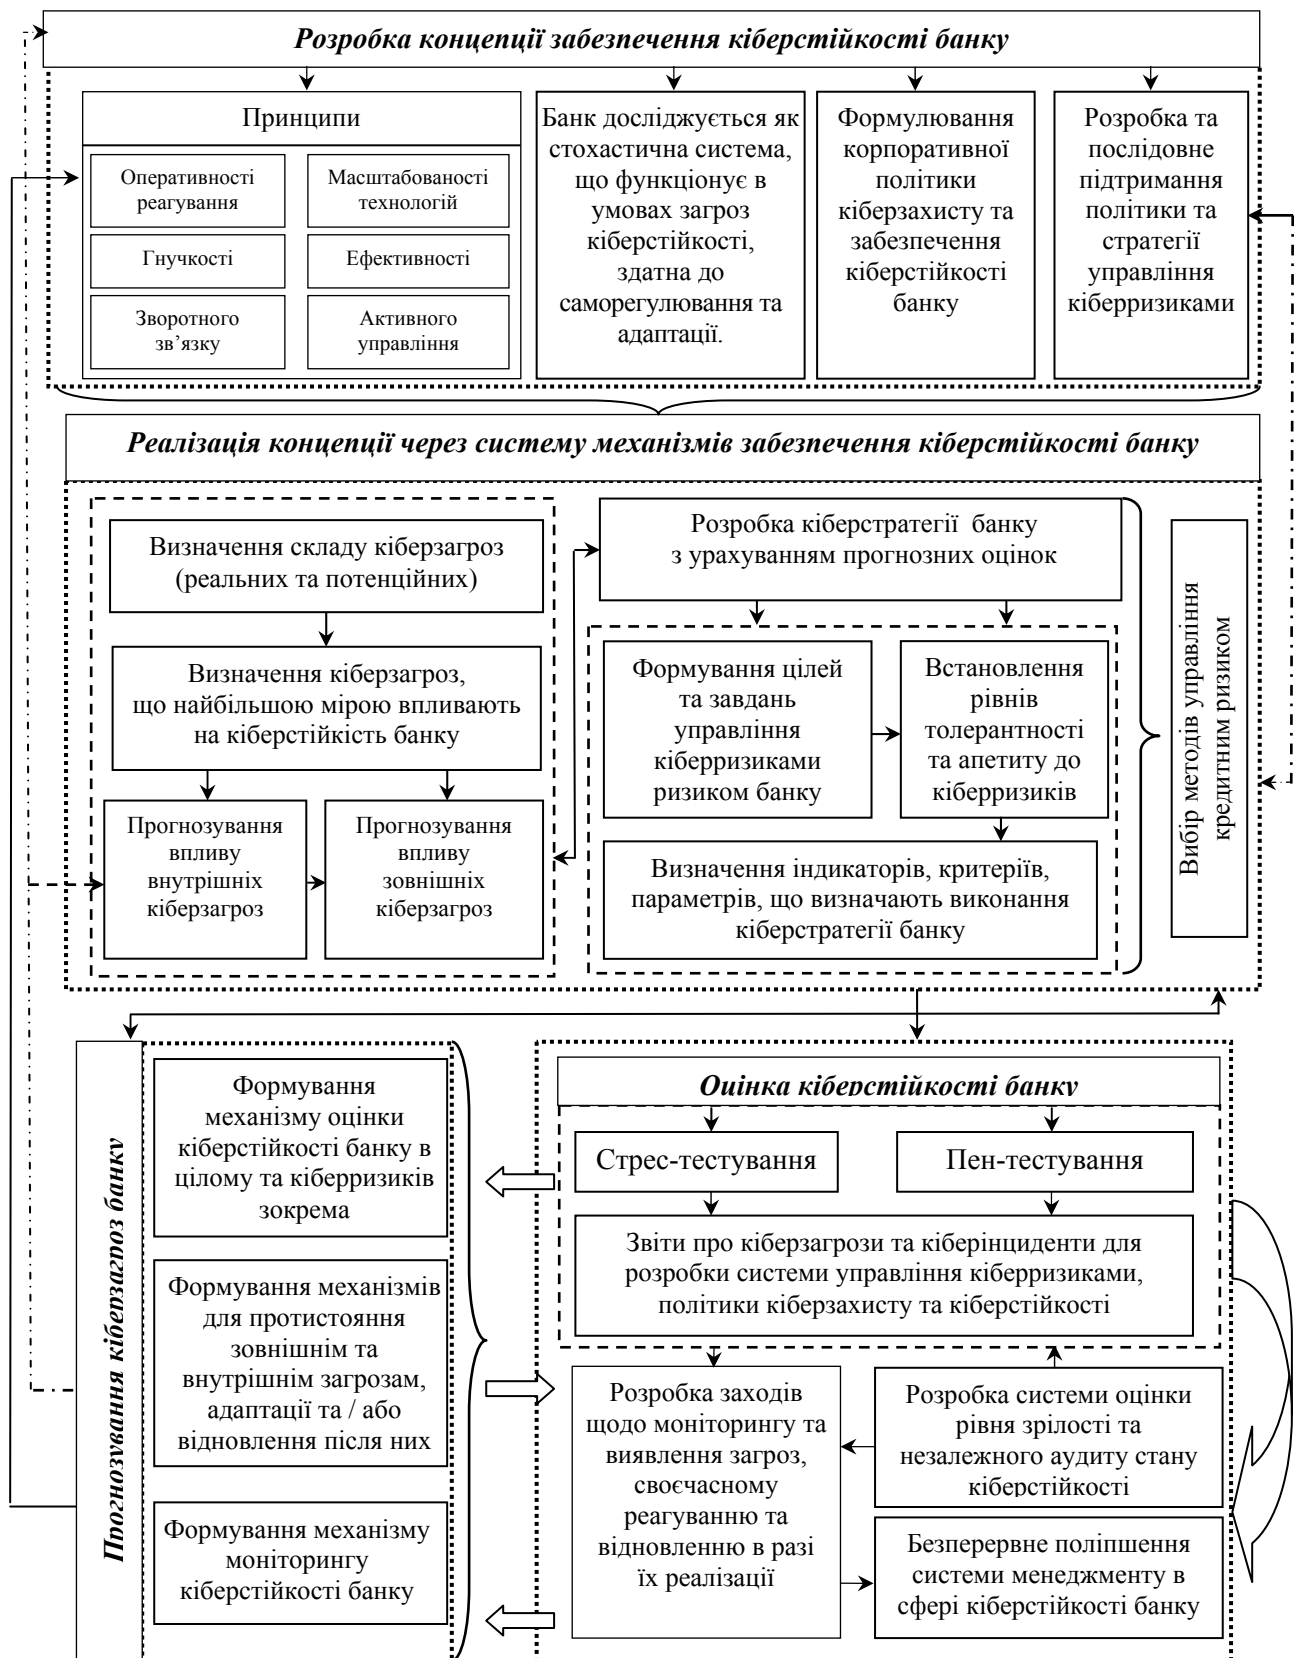 Розробка концепції забезпечення кіберстійкості банку
Принципи
Оперативності
реагування
Масштабованості
технологій
Гнучкості
Ефективності
Зворотного
зв’язку
Активного
управління
Банк досліджується як
стохастична система,
що функціонує в
умовах загроз
кіберстійкості,
здатна до
саморегулювання та
адаптації.
Формулювання
корпоративної
політики
кіберзахисту та
забезпечення
кіберстійкості
банку
Розробка та
послідовне
підтримання
політики та
стратегії
управління
кіберризиками
Реалізація концепції через систему механізмів забезпечення кіберстійкості банку
Визначення складу кіберзагроз
(реальних та потенційних)
Визначення кіберзагроз,
що найбільшою мірою впливають
на кіберстійкість банку
Прогнозування
впливу
внутрішніх
кіберзагроз
Прогнозування
впливу
зовнішніх
кіберзагроз
Розробка кіберстратегії банку
з урахуванням прогнозних оцінок
Формування цілей
та завдань
управління
кіберризиками
ризиком банку
Встановлення
рівнів
толерантності
та апетиту до
кіберризиків
Визначення індикаторів, критеріїв,
параметрів, що визначають виконання
кіберстратегії банку
Вибір методів управління
кредитним ризиком
Прогнозування кіберзагроз банку
Формування
механізму оцінки
кіберстійкості банку в
цілому та кіберризиків
зокрема
Формування механізмів
для протистояння
зовнішнім та
внутрішнім загрозам,
адаптації та / або
відновлення після них
Формування механізму
моніторингу
кіберстійкості банку
Оцінка кіберстійкості банку
Стрес-тестування
Пен-тестування
Звіти про кіберзагрози та кіберінциденти для
розробки системи управління кіберризиками,
політики кіберзахисту та кіберстійкості
Розробка заходів
щодо моніторингу та
виявлення загроз,
своєчасному
реагуванню та
відновленню в разі
їх реалізації
Розробка системи оцінки
рівня зрілості та
незалежного аудиту стану
кіберстійкості
Безперервне поліпшення
системи менеджменту в
сфері кіберстійкості банку